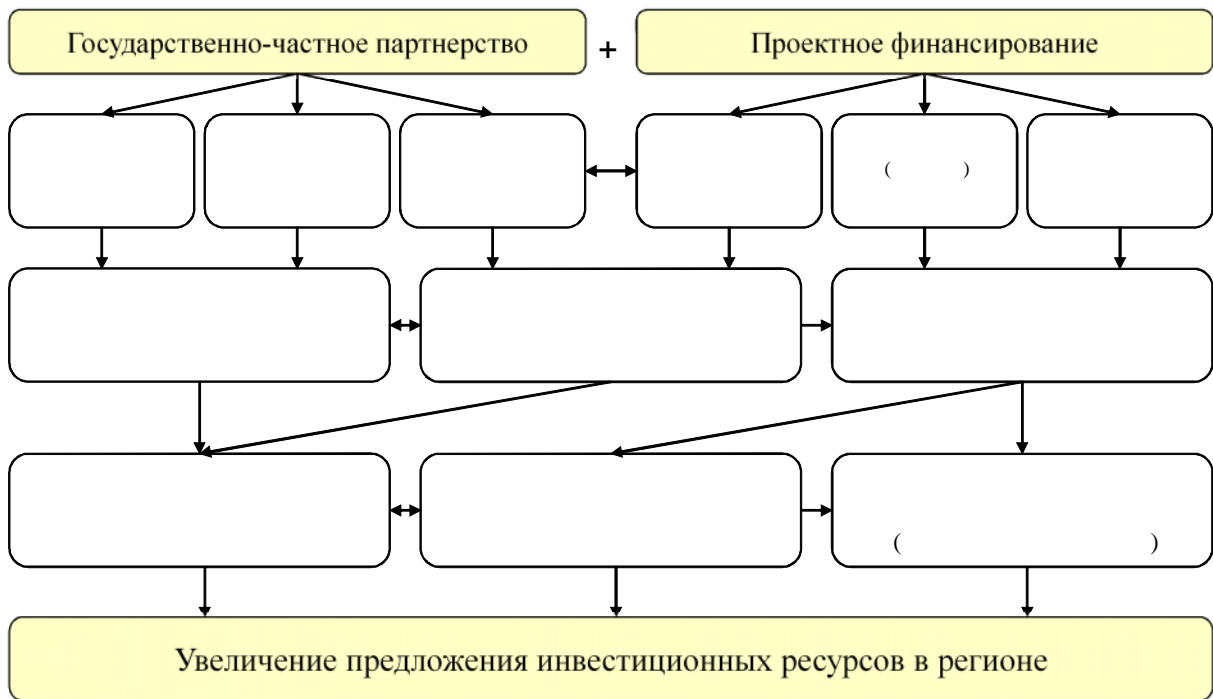 Государственно-частное партнерство + Проектное финансирование
( )
( )
Увеличение предложения инвестиционных ресурсов в регионе